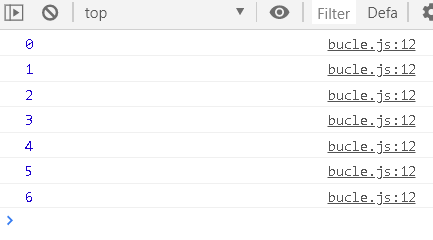 top Filter Defa
0 bucle.js:12
1 bucle.js:12
2 bucle.js:12
3 bucle.js:12
4 bucle.js:12
5 bucle.js:12
6 bucle.js:12